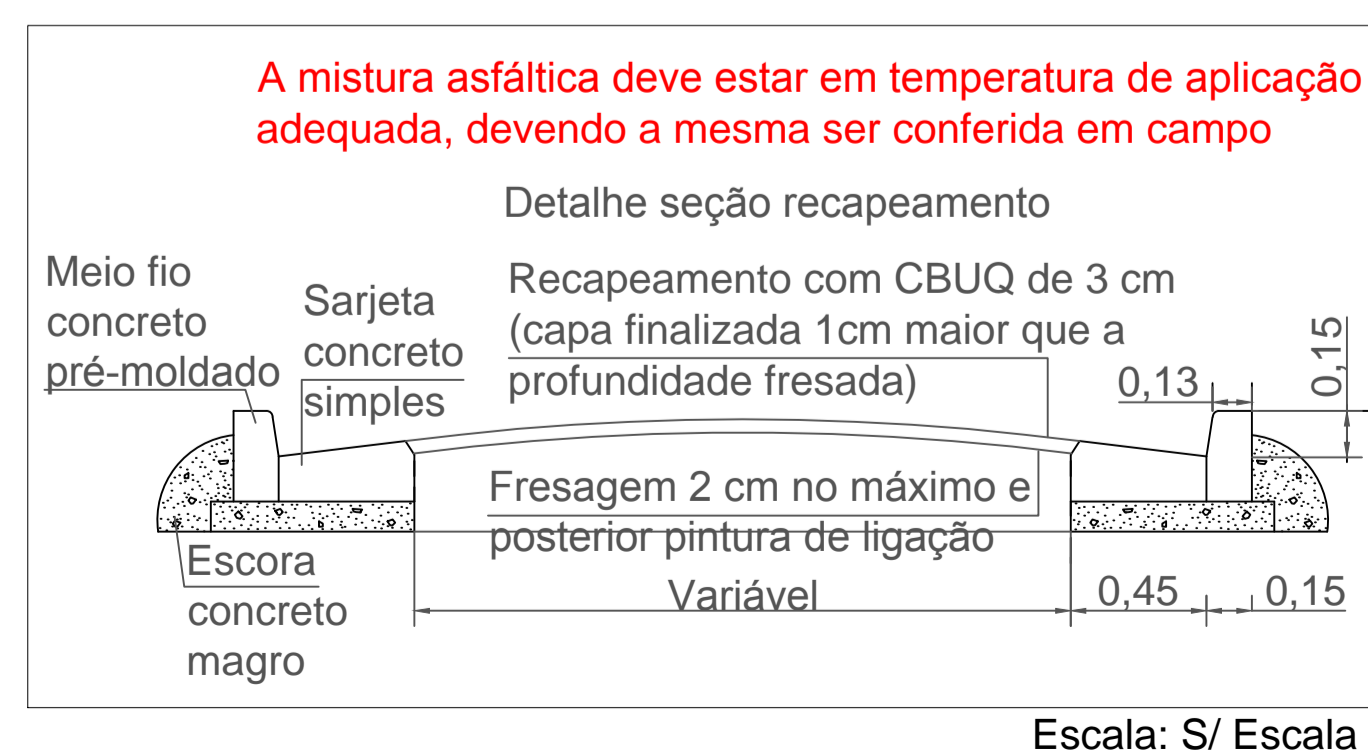 A mistura asfáltica deve estar em temperatura de aplicação
adequada, devendo a mesma ser conferida em campo
Detalhe seção recapeamento
Meio fio
concreto
pré-moldado
Sarjeta
concreto
simples
Recapeamento com CBUQ de 3 cm
(capa finalizada 1cm maior que a
profundidade fresada)
0,13
0,15
Fresagem 2 cm no máximo e
posterior pintura de ligação
Escora
concreto
magro
Variável
0,45
0,15
Escala: S/ Escala